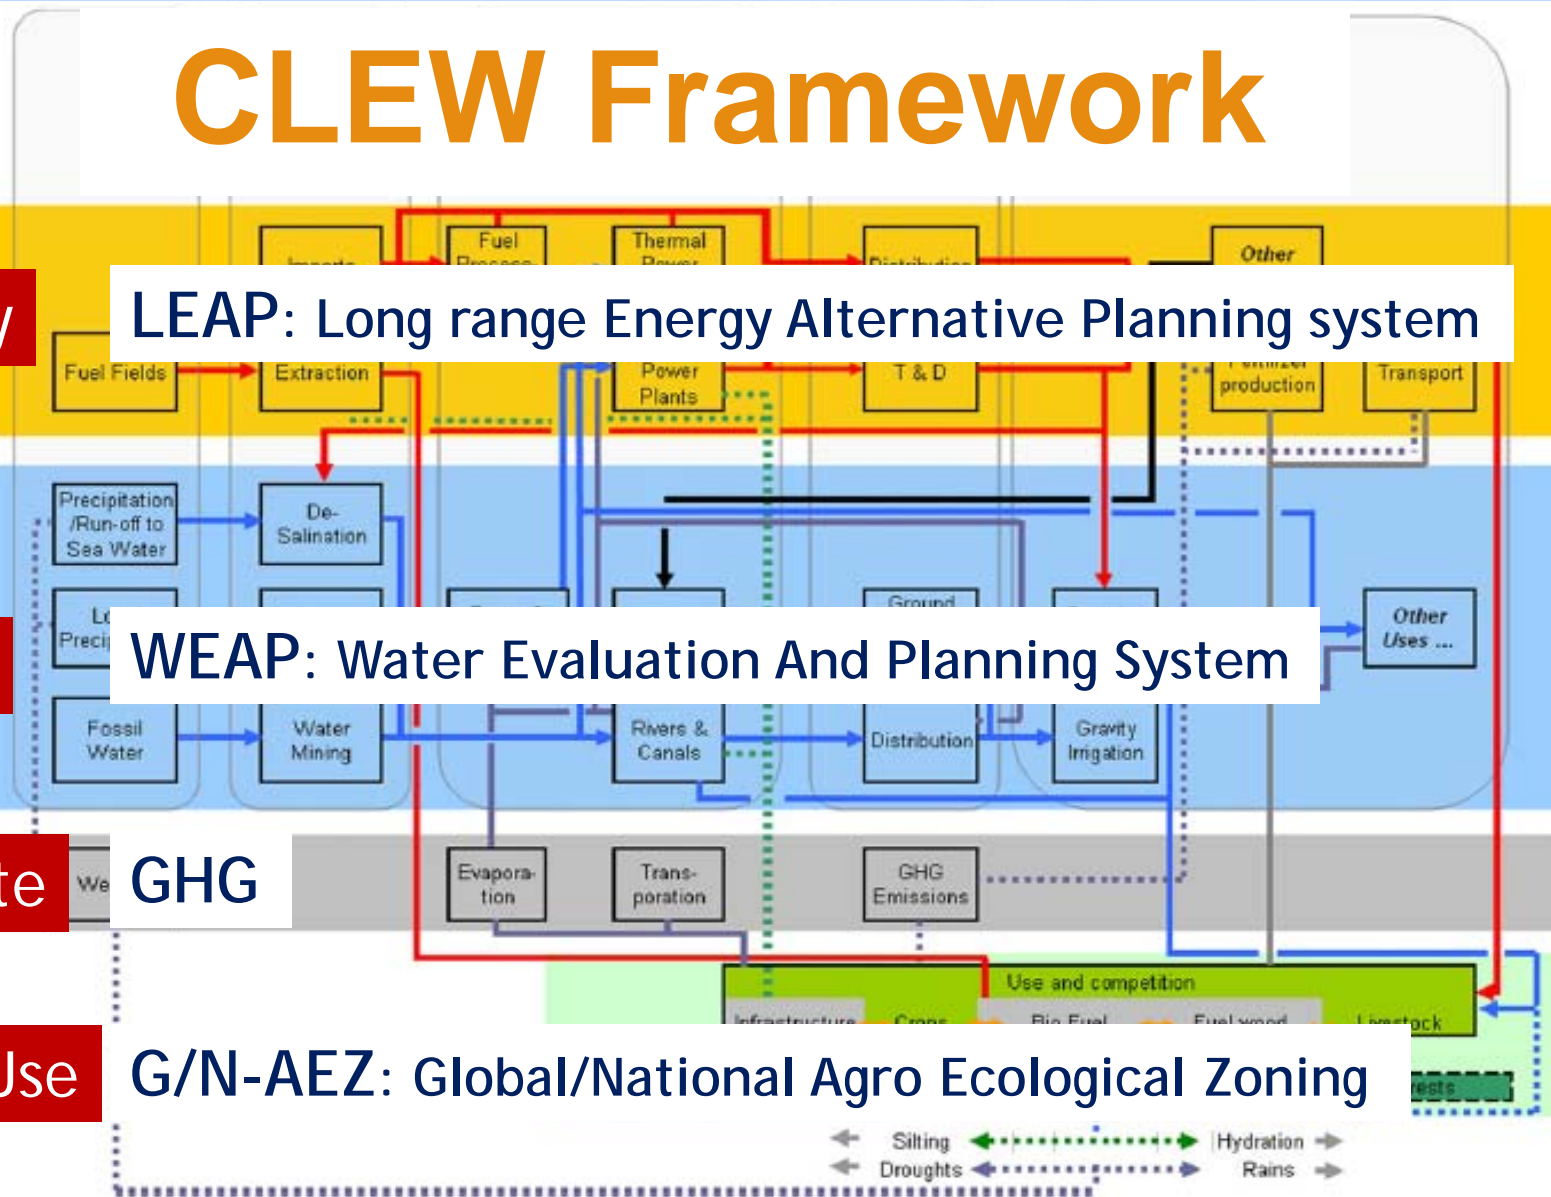 CLEW Framework
Fuel
Thermal
Other
LEAP: Long range Energy Alternative Planning system
Fuel Fields
Extraction
Power
Plants
T & D
production
Transport
Precipitation
/Run-off to
Sea Water
De-
Salination
Ground
Other
Uses ...
WEAP: Water Evaluation And Planning System
Fossil
Water
Water
Mining
Rivers &
Canals
Distribution
Gravity
Irrigation
GHG
Evapora-
tion
Trans-
poration
GHG
Emissions
Use and competition
Infrastructure
Crops
Bio Fuel
Fuel wood
Livestock
Use
G/N-AEZ: Global/National Agro Ecological Zoning
Silting
Hydration
Droughts
Rains